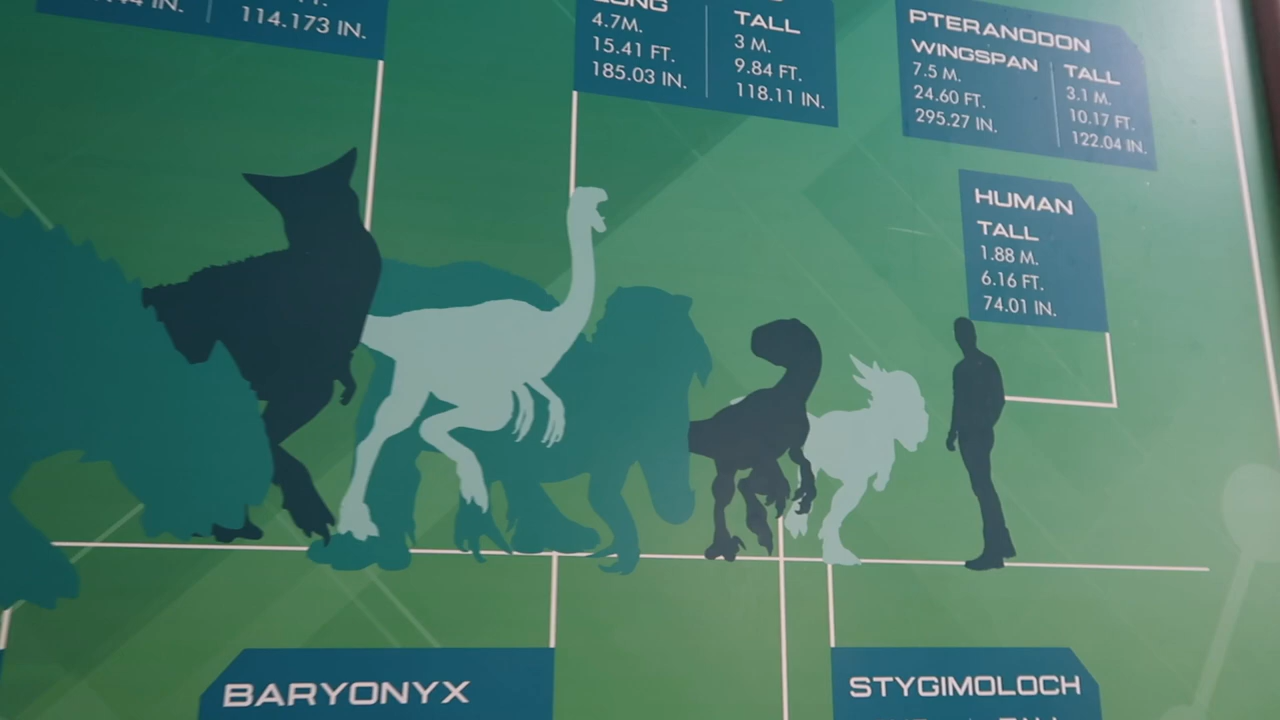 114.173 IN.
LONG
4.7M.
15.41 FT.
185.03 IN.
TALL
3 M.
9.84 FT.
118.11 IN.
PTERANODON
WINGSPAN
7.5 M.
24.60 FT.
295.27 IN.
TALL
3.1 M.
10.17 FT.
122.04 IN.
HUMAN
TALL
1.88 M.
6.16 FT.
74.01 IN.
BARYONYX
STYGIMOLOCH